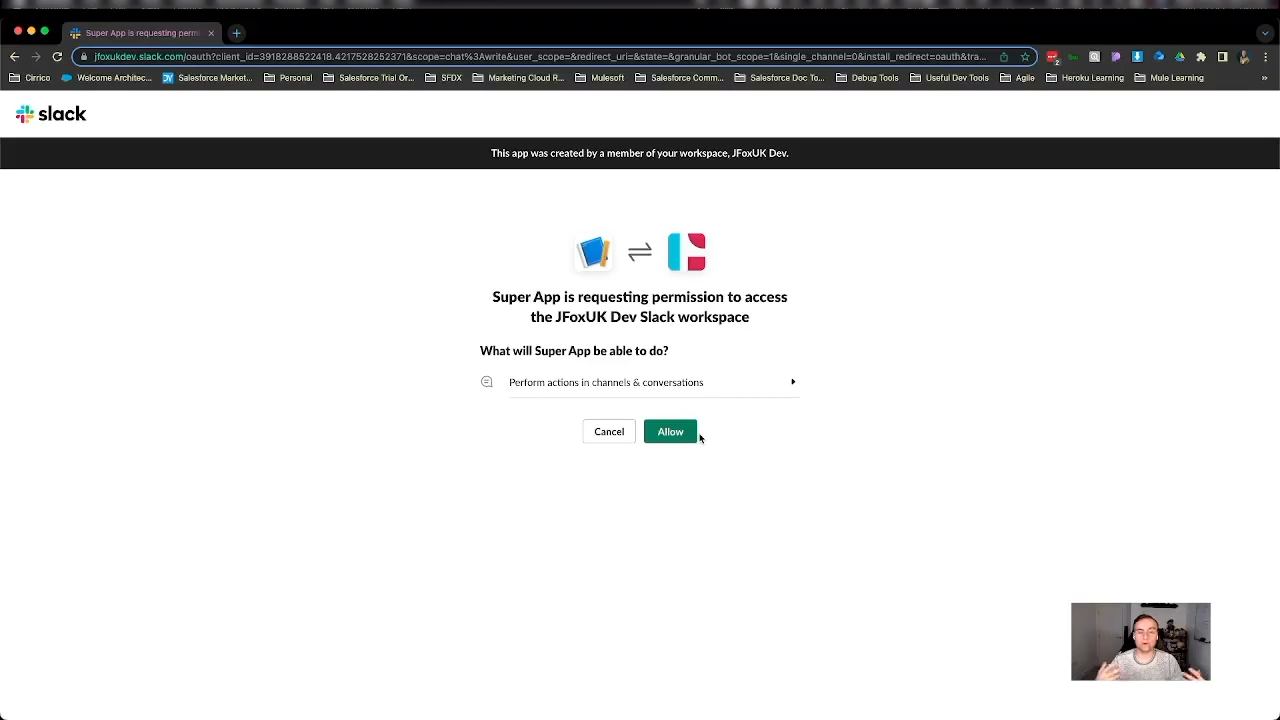 Super App is requesting permi
jfoxukdev.slack.com/oauth?client_id=3918288522418.4217528252371&scope=chat%3Awrite&user_scope=&redirect_uri=&state=&granular_bot_scope=1&single_channel=0&install_redirect=oauth&tra...
Cirrico
Welcome Architec...
Salesforce Market...
Personal
Salesforce Trial Or...
SFDX
Marketing Cloud R...
Mulesoft
Salesforce Comm...
Salesforce Doc To...
Debug Tools
Useful Dev Tools
Agile
Heroku Learning
Mule Learning
»
slack
This app was created by a member of your workspace, JFoxUK Dev.
Super App is requesting permission to access
the JFoxUK Dev Slack workspace
What will Super App be able to do?
Perform actions in channels & conversations
Cancel
Allow